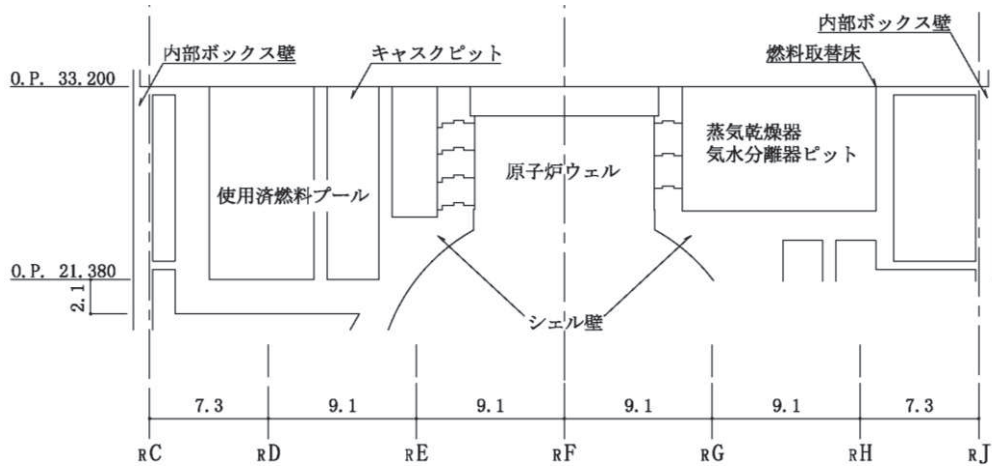 内部ボックス壁
内部ボックス壁
キャスクピット
燃料取替床
O.P. 33.200
蒸気乾燥器
気水分離器ピット
原子炉ウェル
使用済燃料プール
O.P. 21.380
2.1
シェル壁
7.3 9.1 9.1 9.1 9.1 7.3
RC RD RE RF RG RH RJ